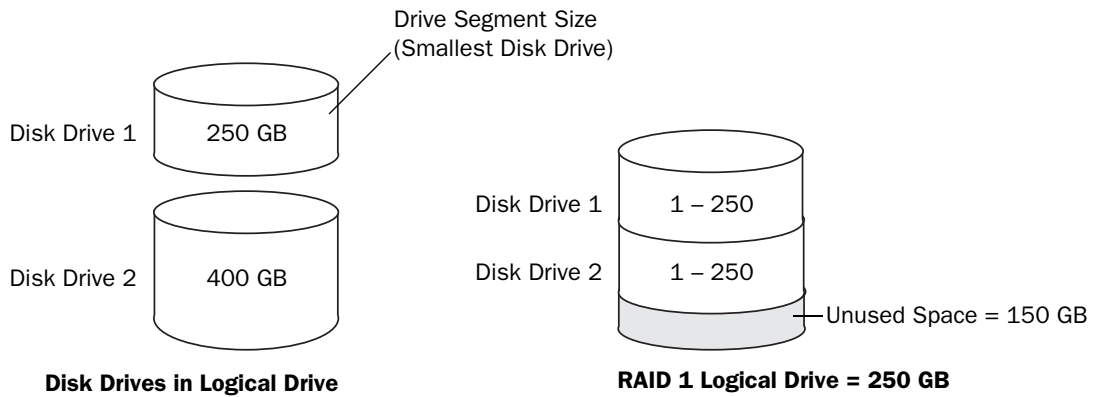 Drive Segment Size
(Smallest Disk Drive)
Disk Drive 1
250 GB
Disk Drive 2
400 GB
Disk Drives in Logical Drive
Disk Drive 1
1 – 250
Disk Drive 2
1 – 250
Unused Space = 150 GB
RAID 1 Logical Drive = 250 GB